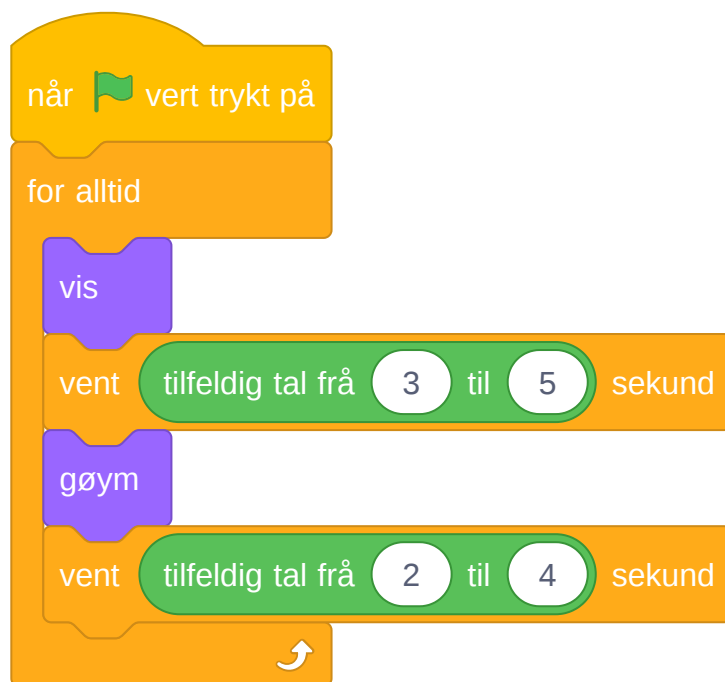 når vert trykt på
for alltid
vis
vent tilfeldig tal frå 3 til 5 sekund
gøym
vent tilfeldig tal frå 2 til 4 sekund